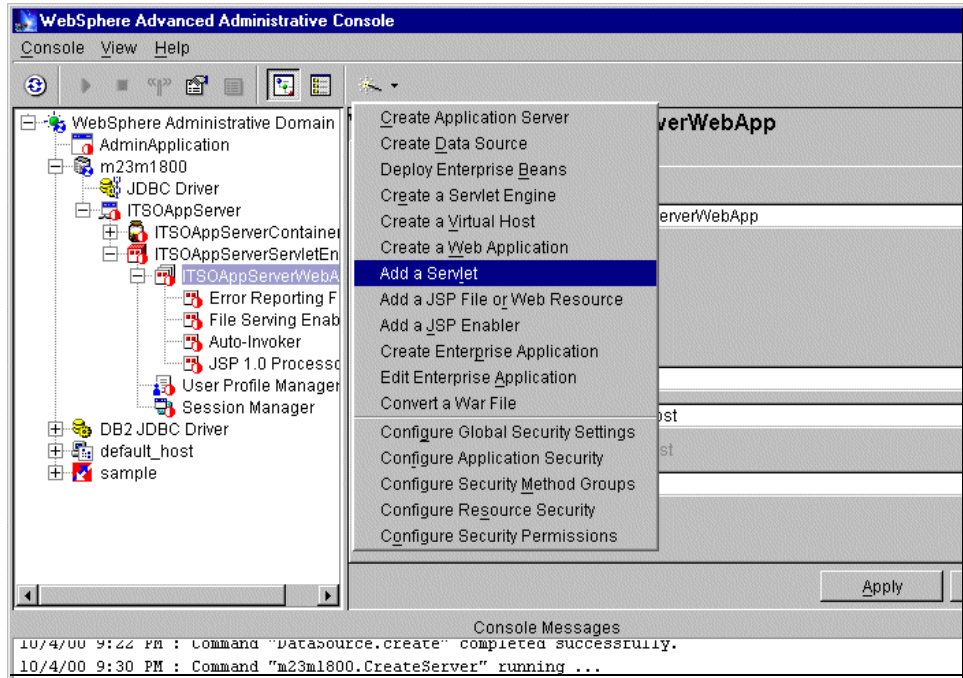 WebSphere Advanced Administrative Console
Console View Help
WebSphere Administrative Domain
AdminApplication
m23m1800
JDBC Driver
ITSOAppServer
ITSOAppServerContainer
ITSOAppServerServletEn
ITSOAppServerWebA
Error Reporting F
File Serving Enab
Auto-Invoker
JSP 1.0 Processo
User Profile Manager
Session Manager
DB2 JDBC Driver
default_host
sample
Create Application Server
Create Data Source
Deploy Enterprise Beans
Create a Servlet Engine
Create a Virtual Host
Create a Web Application
Add a Servlet
Add a JSP File or Web Resource
Add a JSP Enabler
Create Enterprise Application
Edit Enterprise Application
Convert a War File
Configure Global Security Settings
Configure Application Security
Configure Security Method Groups
Configure Resource Security
Configure Security Permissions
verWebApp
erverWebApp
ost
st
Apply
Console Messages
10/4/00 9:22 PM : Command "DataSource.create" completed successfully.
10/4/00 9:30 PM : Command "m23m1800.CreateServer" running ...